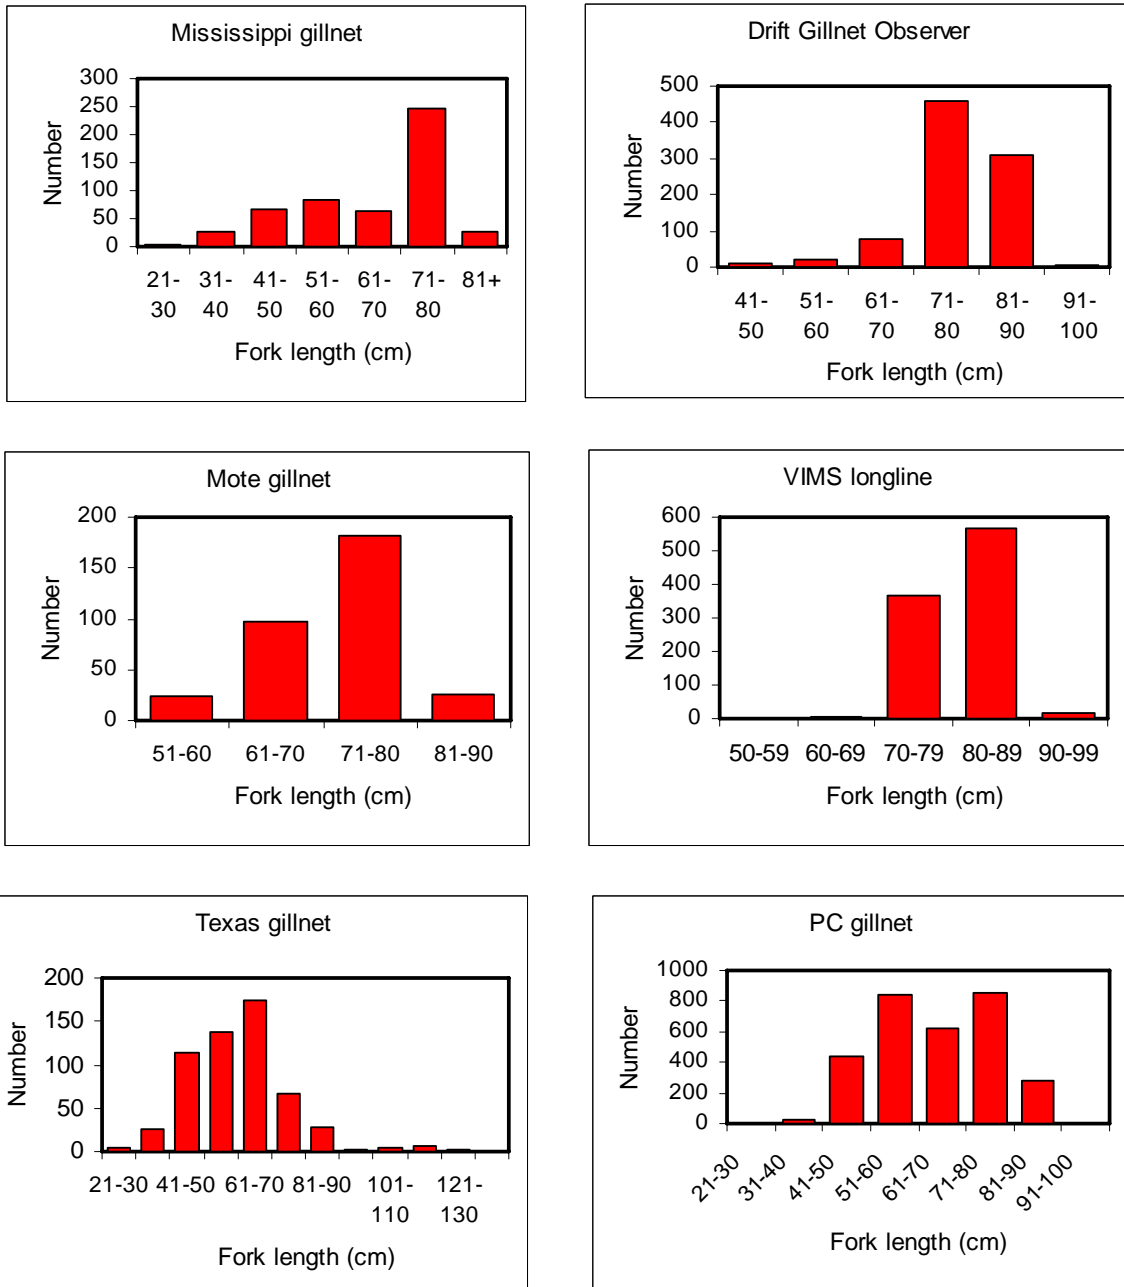 Mississippi gillnet
Number
300
250
200
150
100
50
0
21-30 31-40 41-50 51-60 61-70 71-80 81+
Fork length (cm)
Drift Gillnet Observer
Number
500
400
300
200
100
0
41-50 51-60 61-70 71-80 81-90 91-100
Fork length (cm)
Mote gillnet
Number
200
150
100
50
0
51-60 61-70 71-80 81-90
Fork length (cm)
VIMS longline
Number
600
500
400
300
200
100
0
50-59 60-69 70-79 80-89 90-99
Fork length (cm)
Texas gillnet
Number
200
150
100
50
0
21-30 41-50 61-70 81-90 101-110 121-130
Fork length (cm)
PC gillnet
Number
1000
800
600
400
200
0
21-30 31-40 41-50 51-60 61-70 71-80 81-90 91-100
Fork length (cm)